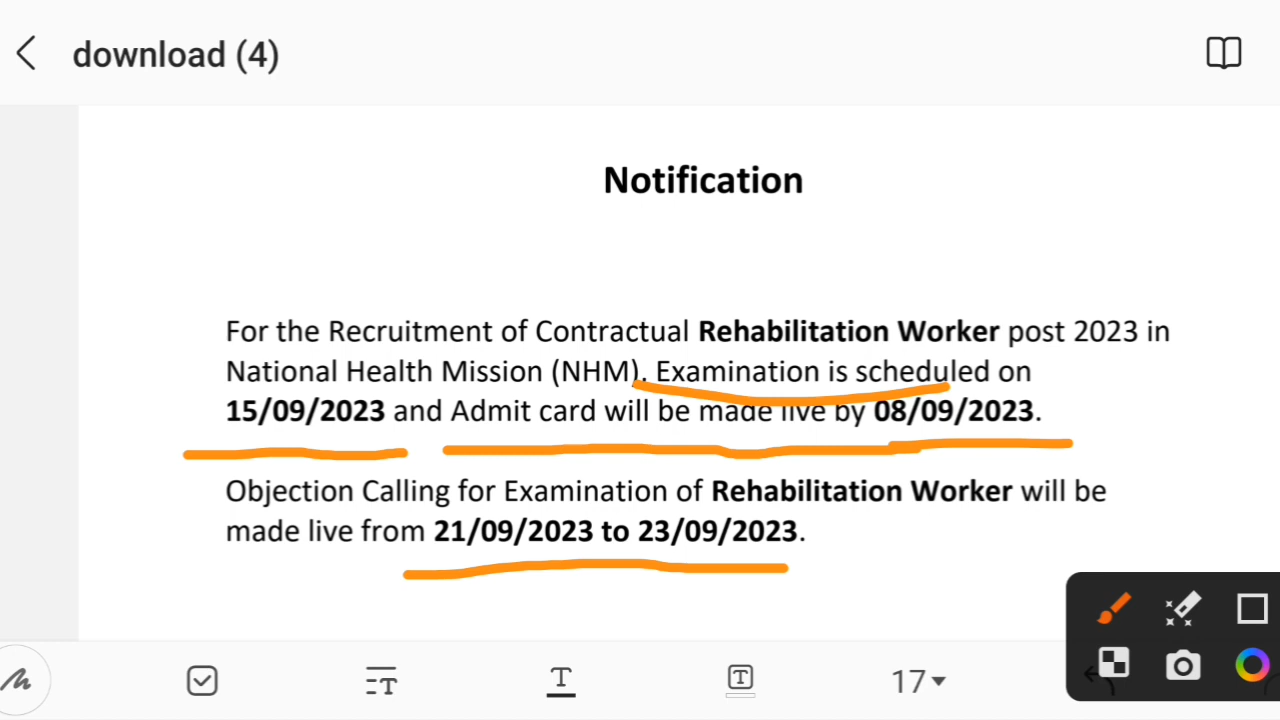 download (4)
Notification
For the Recruitment of Contractual Rehabilitation Worker post 2023 in
National Health Mission (NHM). Examination is scheduled on
15/09/2023 and Admit card will be made live by 08/09/2023.
Objection Calling for Examination of Rehabilitation Worker will be
made live from 21/09/2023 to 23/09/2023.
17